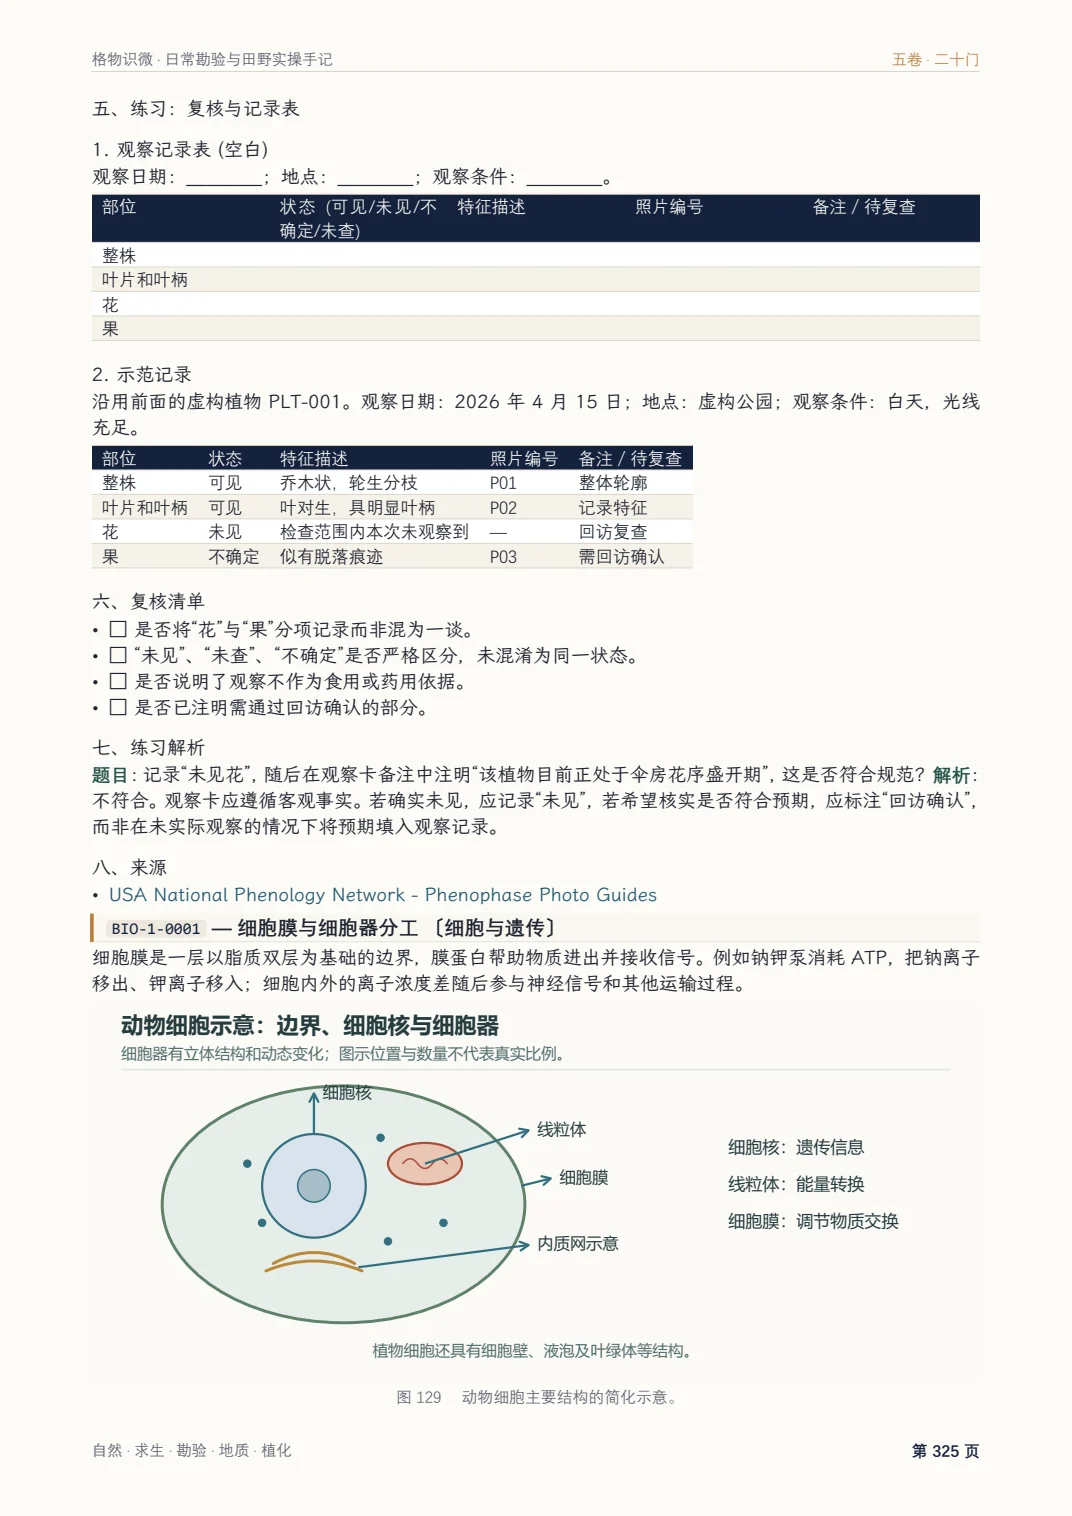 格物识微 · 日常勘验与田野实操手记
五卷 · 二十门
五、练习：复核与记录表
1. 观察记录表 (空白)
观察日期：________；地点：________；观察条件：________。
部位 状态（可见/未见/不确定/未查） 特征描述 照片编号 备注 / 待复查
整株
叶片和叶柄
花
果
2. 示范记录
沿用前面的虚构植物 PLT-001。观察日期：2026 年 4 月 15 日；地点：虚构公园；观察条件：白天，光线
充足。
部位 状态 特征描述 照片编号 备注 / 待复查
整株 可见 乔木状，轮生分枝 P01 整体轮廓
叶片和叶柄 可见 叶对生，具明显叶柄 P02 记录特征
花 未见 检查范围内本次未观察到 — 回访复查
果 不确定 似有脱落痕迹 P03 需回访确认
六、复核清单
• □ 是否将“花”与“果”分项记录而非混为一谈。
• □ “未见”、“未查”、“不确定”是否严格区分，未混淆为同一状态。
• □ 是否说明了观察不作为食用或药用依据。
• □ 是否已注明需通过回访确认的部分。
七、练习解析
题目：记录“未见花”，随后在观察卡备注中注明“该植物目前正处于伞房花序盛开期”，这是否符合规范？解析：
不符合。观察卡应遵循客观事实。若确实未见，应记录“未见”，若希望核实是否符合预期，应标注“回访确认”，
而非在未实际观察的情况下将预期填入观察记录。
八、来源
• USA National Phenology Network - Phenophase Photo Guides
BIO-1-0001 — 细胞膜与细胞器分工 〔细胞与遗传〕
细胞膜是一层以脂质双层为基础的边界，膜蛋白帮助物质进出并接收信号。例如钠钾泵消耗 ATP，把钠离子
移出、钾离子移入；细胞内外的离子浓度差随后参与神经信号和其他运输过程。
动物细胞示意：边界、细胞核与细胞器
细胞器有立体结构和动态变化；图示位置与数量不代表真实比例。
细胞核
线粒体
细胞膜
内质网示意
细胞核：遗传信息
线粒体：能量转换
细胞膜：调节物质交换
植物细胞还具有细胞壁、液泡及叶绿体等结构。
图 129 动物细胞主要结构的简化示意。
自然 · 求生 · 勘验 · 地质 · 植化
第 325 页